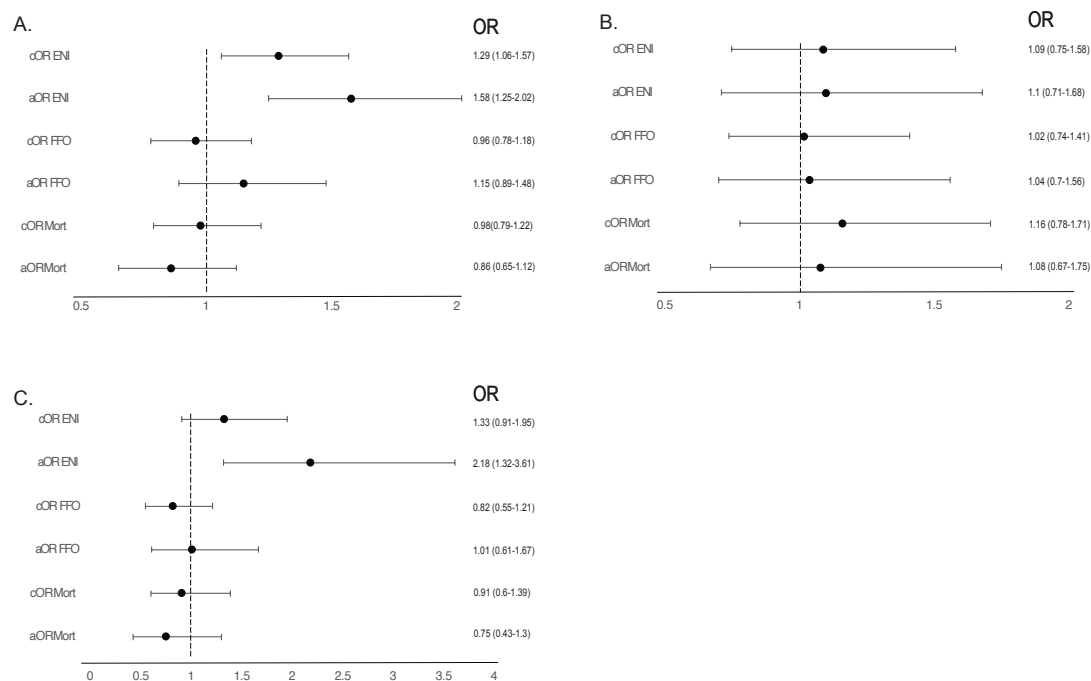 A.
OR
cOR ENI 1.29 (1.06-1.57)
aOR ENI 1.58 (1.25-2.02)
cOR FFO 0.96 (0.78-1.18)
aOR FFO 1.15 (0.89-1.48)
cORMort 0.98(0.79-1.22)
aORMort 0.86 (0.65-1.12)
0.5 1 1.5 2
B.
OR
cOR ENI 1.09 (0.75-1.58)
aOR ENI 1.1 (0.71-1.68)
cOR FFO 1.02 (0.74-1.41)
aOR FFO 1.04 (0.7-1.56)
cORMort 1.16 (0.78-1.71)
aORMort 1.08 (0.67-1.75)
0.5 1 1.5 2
C.
OR
cOR ENI 1.33 (0.91-1.95)
aOR ENI 2.18 (1.32-3.61)
cOR FFO 0.82 (0.55-1.21)
aOR FFO 1.01 (0.61-1.67)
cORMort 0.91 (0.6-1.39)
aORMort 0.75 (0.43-1.3)
0 0.5 1 1.5 2 2.5 3 3.5 4